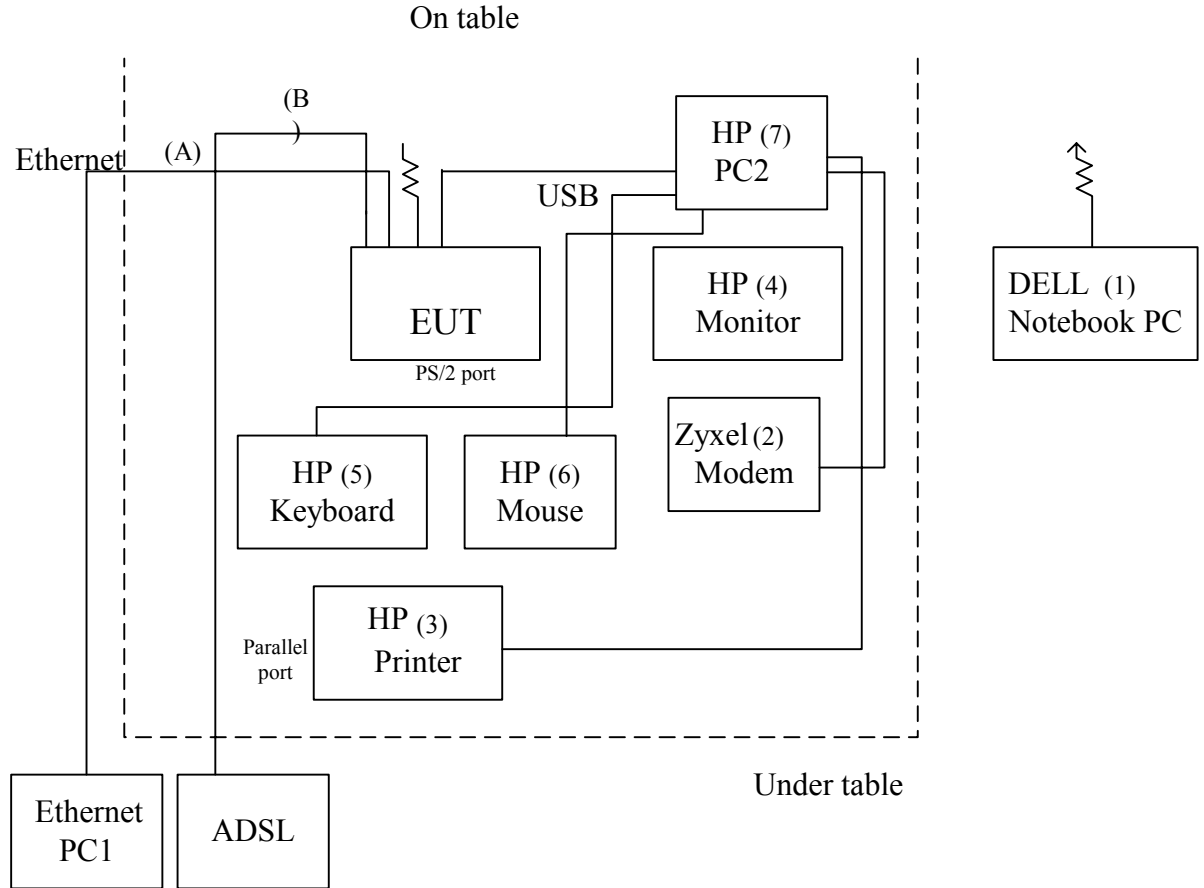 On table
(B
)
Ethernet
(A)
HP (7)
PC2
USB
EUT
PS/2 port
HP (4)
Monitor
DELL (1)
Notebook PC
HP (5)
Keyboard
HP (6)
Mouse
Zyxel (2)
Modem
HP (3)
Printer
Parallel
port
Under table
Ethernet
PC1
ADSL